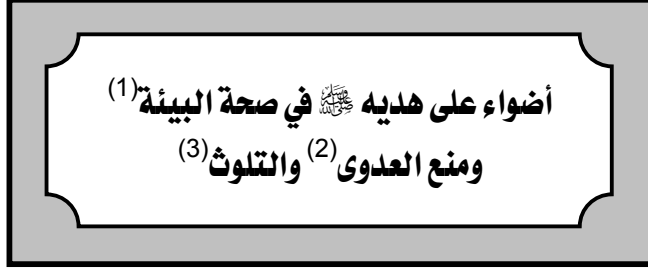 أضواء على هديه ﷺ في صحة البيئة(1)
ومنع العدوى(2) والتلوث(3)